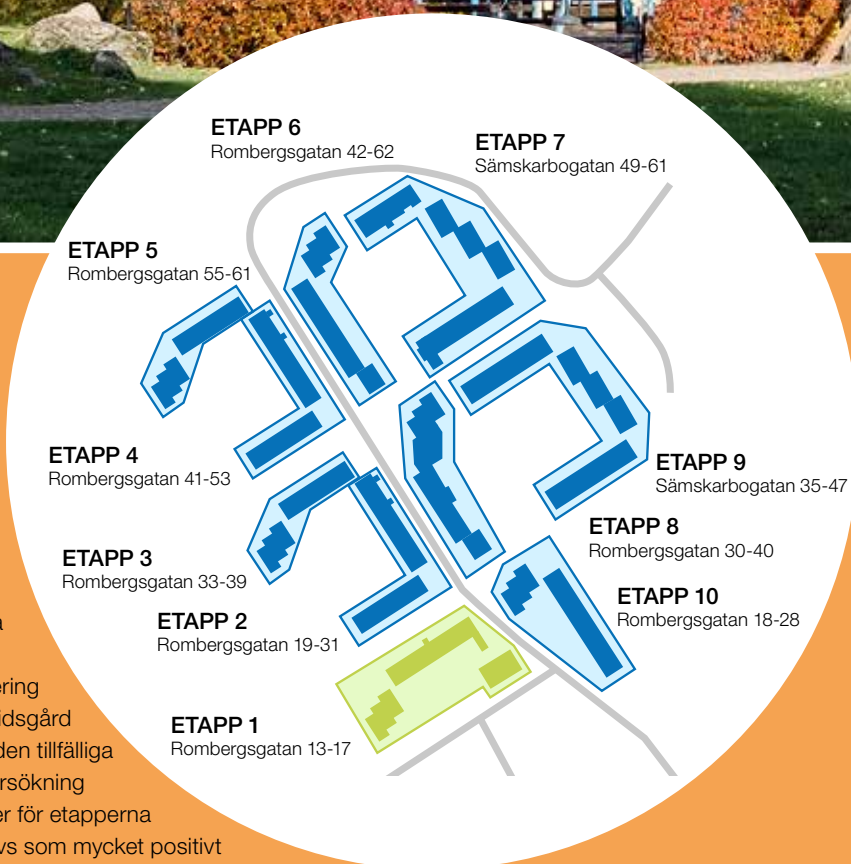 ETAPP 6
Rombergsgatan 42-62
ETAPP 7
Sämskarbogatan 49-61
ETAPP 5
Rombergsgatan 55-61
ETAPP 4
Rombergsgatan 41-53
ETAPP 9
Sämskarbogatan 35-47
ETAPP 8
Rombergsgatan 30-40
ETAPP 3
Rombergsgatan 33-39
ETAPP 10
Rombergsgatan 18-28
ETAPP 2
Rombergsgatan 19-31
ETAPP 1
Rombergsgatan 13-17
ering
idsgård
den tillfälliga
rsökning
er för etapperna
vs som mycket positivt